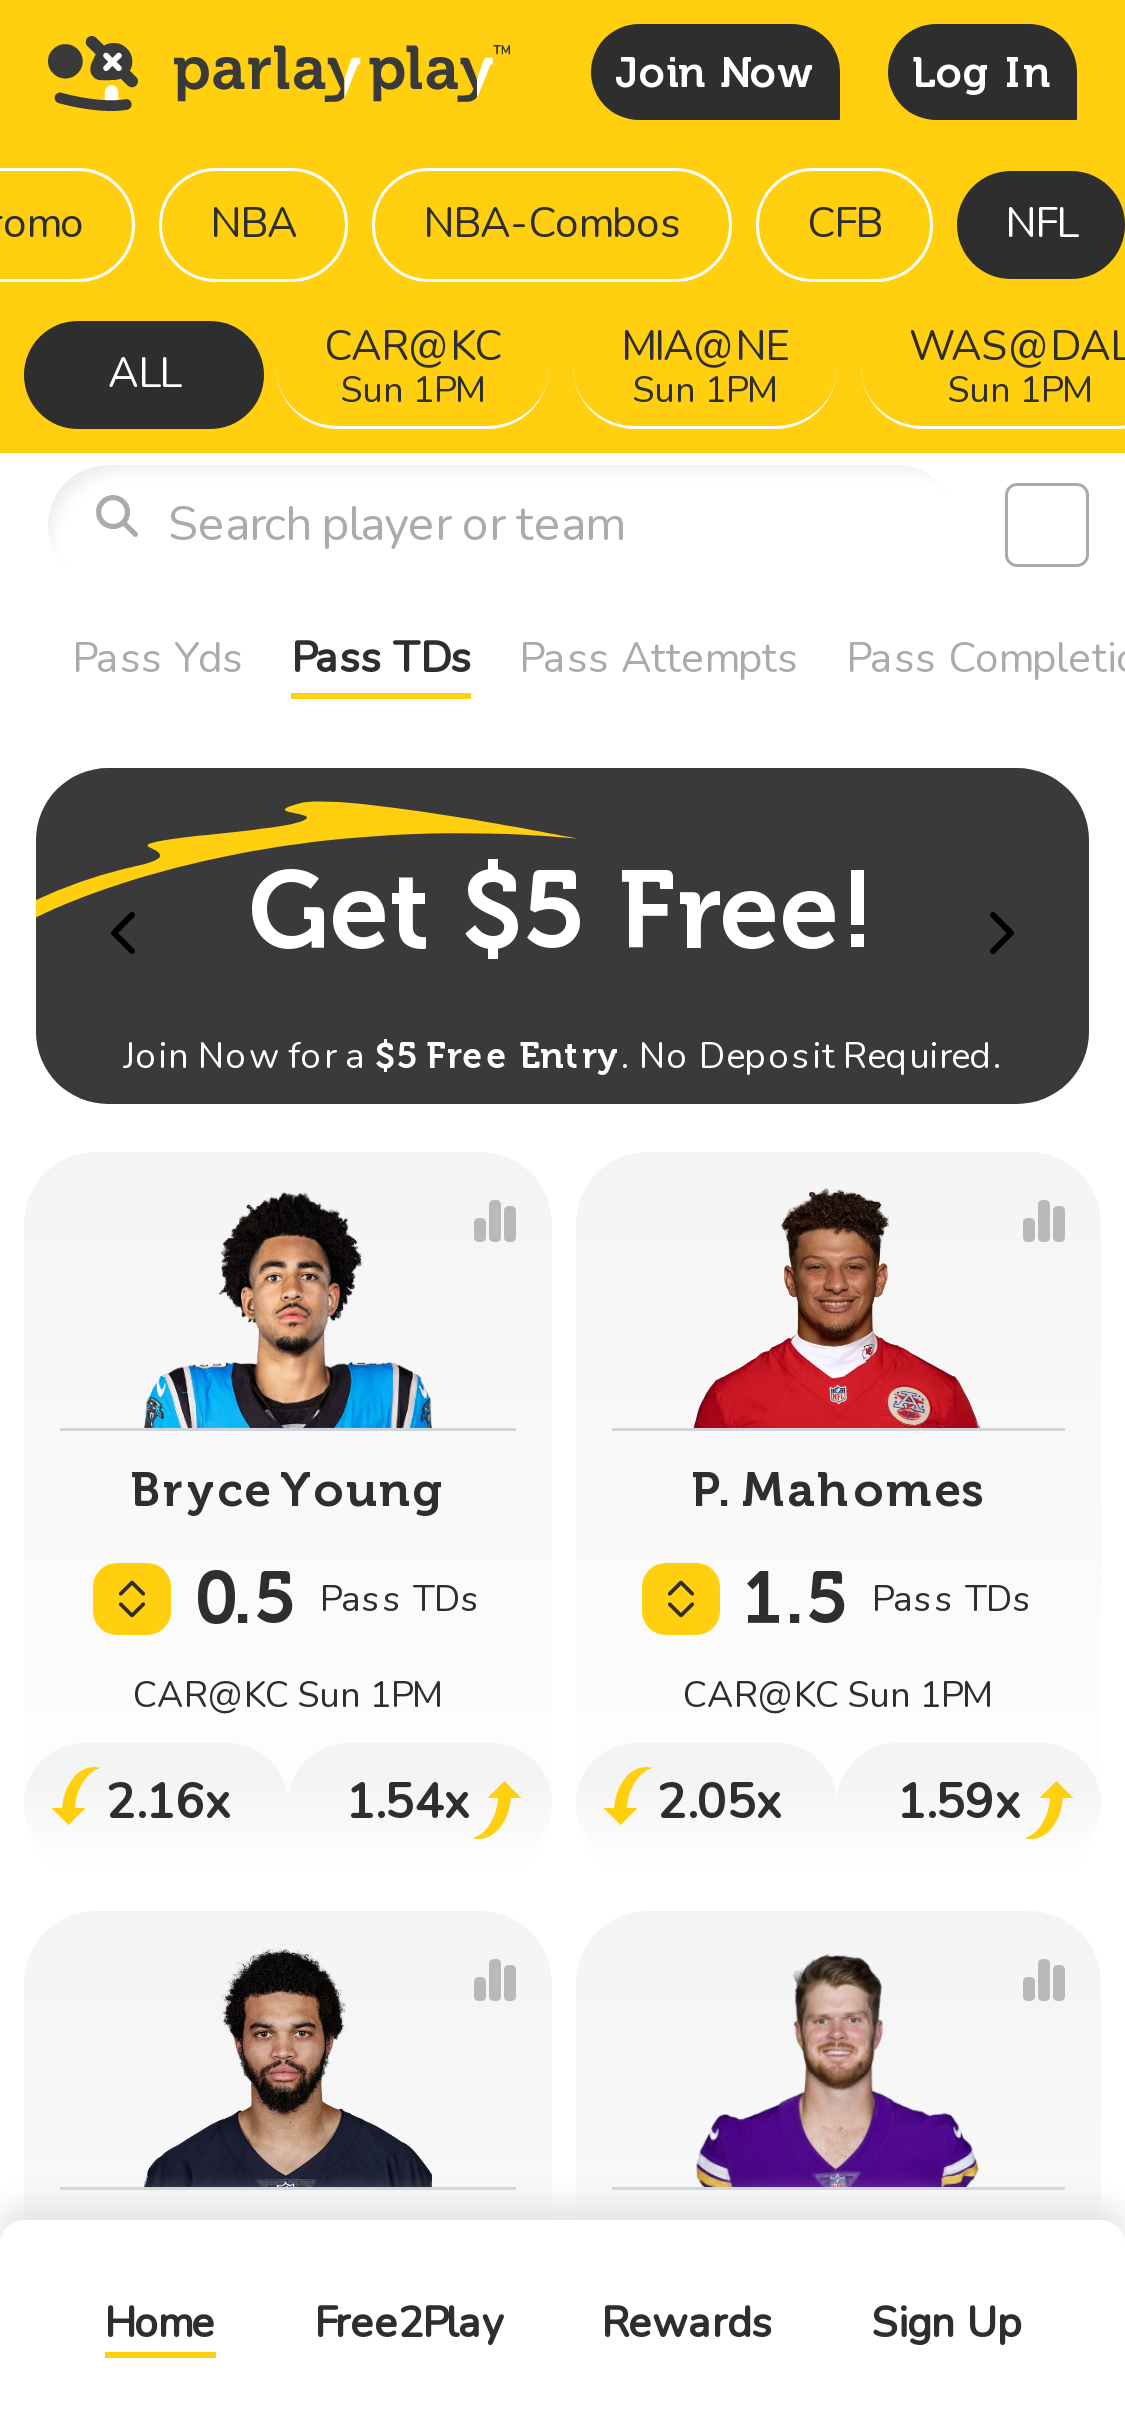 parlay play™
Join Now
Log In
romo
NBA
NBA-Combos
CFB
NFL
ALL
CAR@KC
Sun 1PM
MIA@NE
Sun 1PM
WAS@DAL
Sun 1PM
Search player or team
Pass Yds
Pass TDs
Pass Attempts
Pass Completio
Get $5 Free!
Join Now for a $5 Free Entry. No Deposit Required.
Bryce Young
0.5 Pass TDs
CAR@KC Sun 1PM
2.16x
1.54x
P. Mahomes
1.5 Pass TDs
CAR@KC Sun 1PM
2.05x
1.59x
Home
Free2Play
Rewards
Sign Up